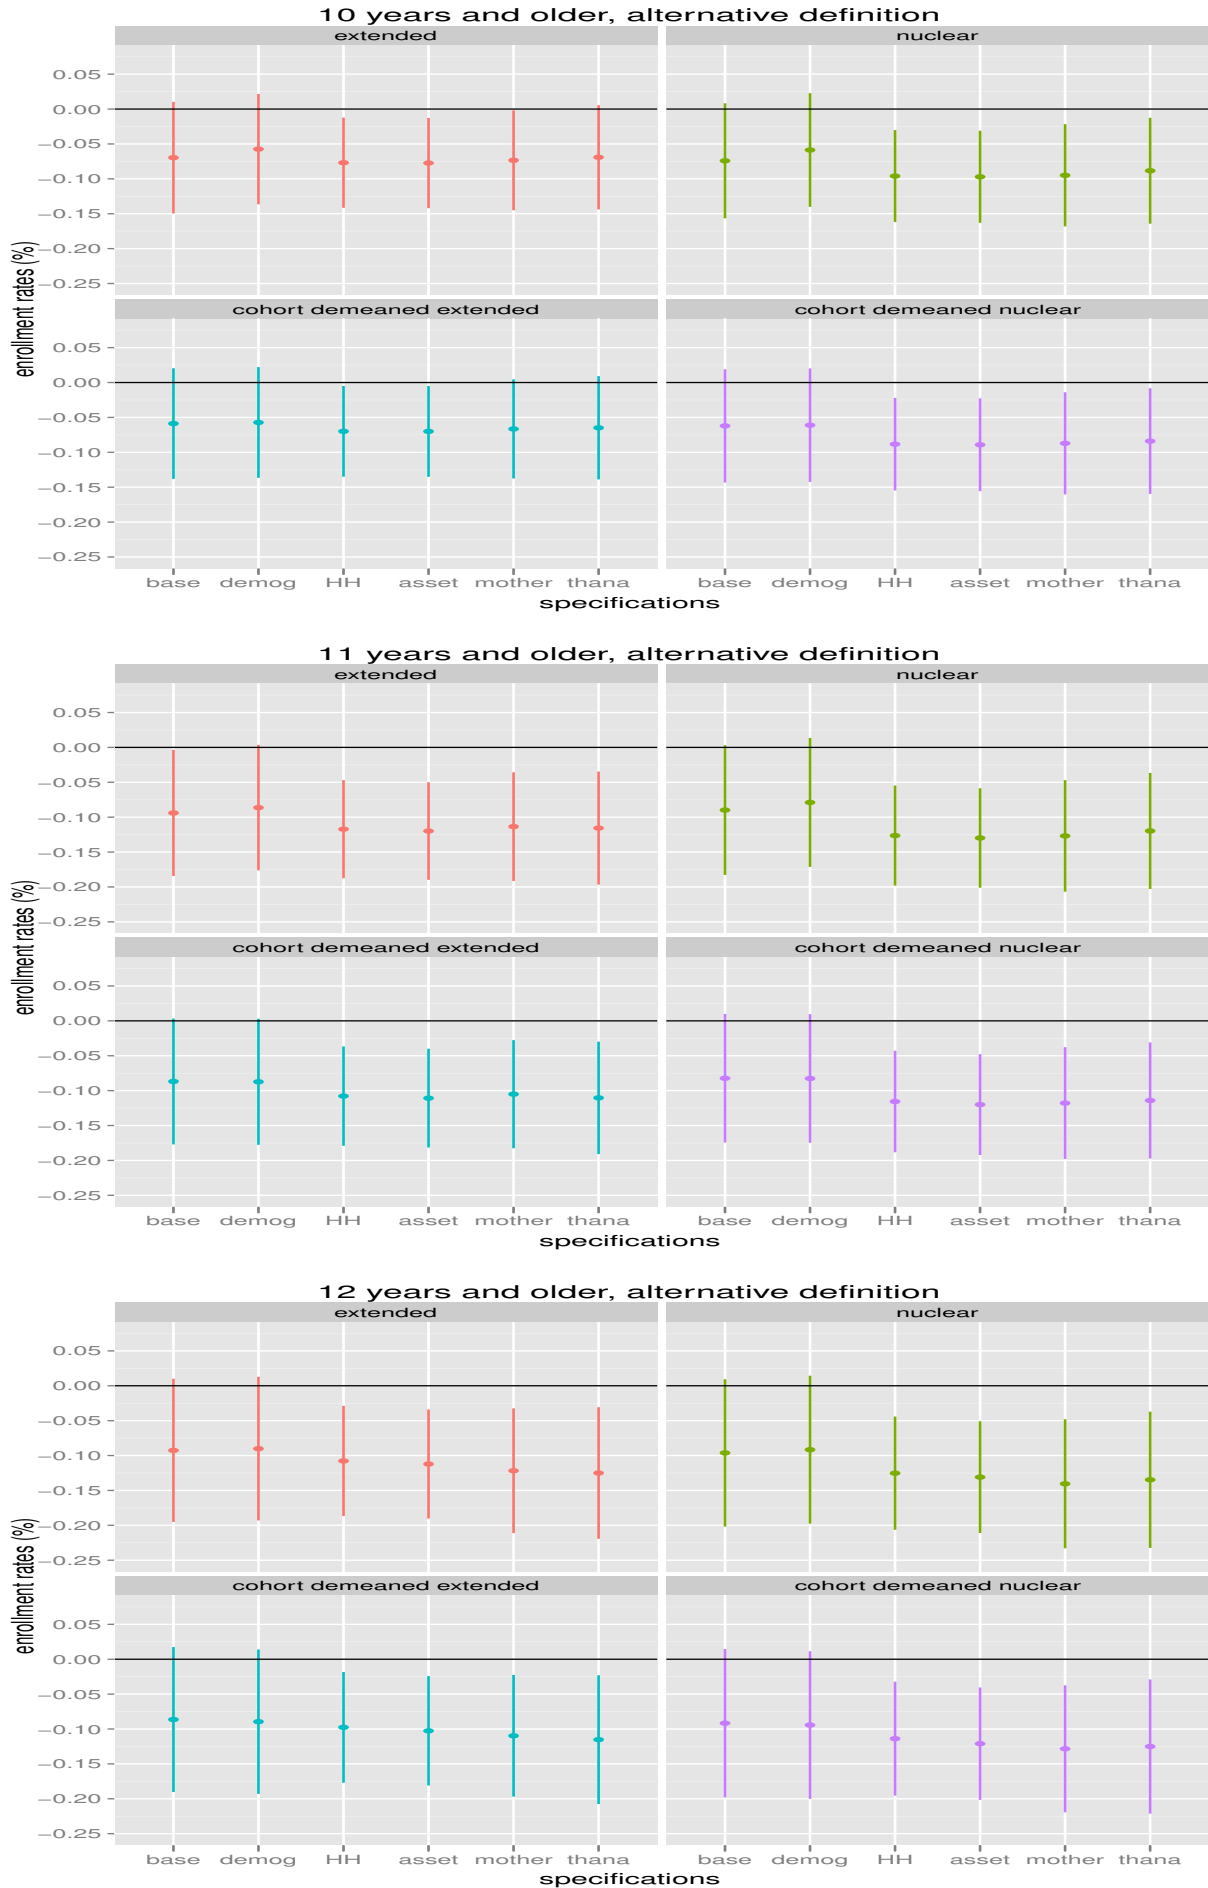 10 years and older, alternative definition
extended
nuclear
0.05
0.00
−0.05
−0.10
−0.15
−0.20
−0.25
cohort demeaned extended
cohort demeaned nuclear
0.05
0.00
−0.05
−0.10
−0.15
−0.20
−0.25
enrollment rates (%)
base demog HH asset mother thana
base demog HH asset mother thana
specifications
11 years and older, alternative definition
extended
nuclear
0.05
0.00
−0.05
−0.10
−0.15
−0.20
−0.25
cohort demeaned extended
cohort demeaned nuclear
0.05
0.00
−0.05
−0.10
−0.15
−0.20
−0.25
enrollment rates (%)
base demog HH asset mother thana
base demog HH asset mother thana
specifications
12 years and older, alternative definition
extended
nuclear
0.05
0.00
−0.05
−0.10
−0.15
−0.20
−0.25
cohort demeaned extended
cohort demeaned nuclear
0.05
0.00
−0.05
−0.10
−0.15
−0.20
−0.25
enrollment rates (%)
base demog HH asset mother thana
base demog HH asset mother thana
specifications